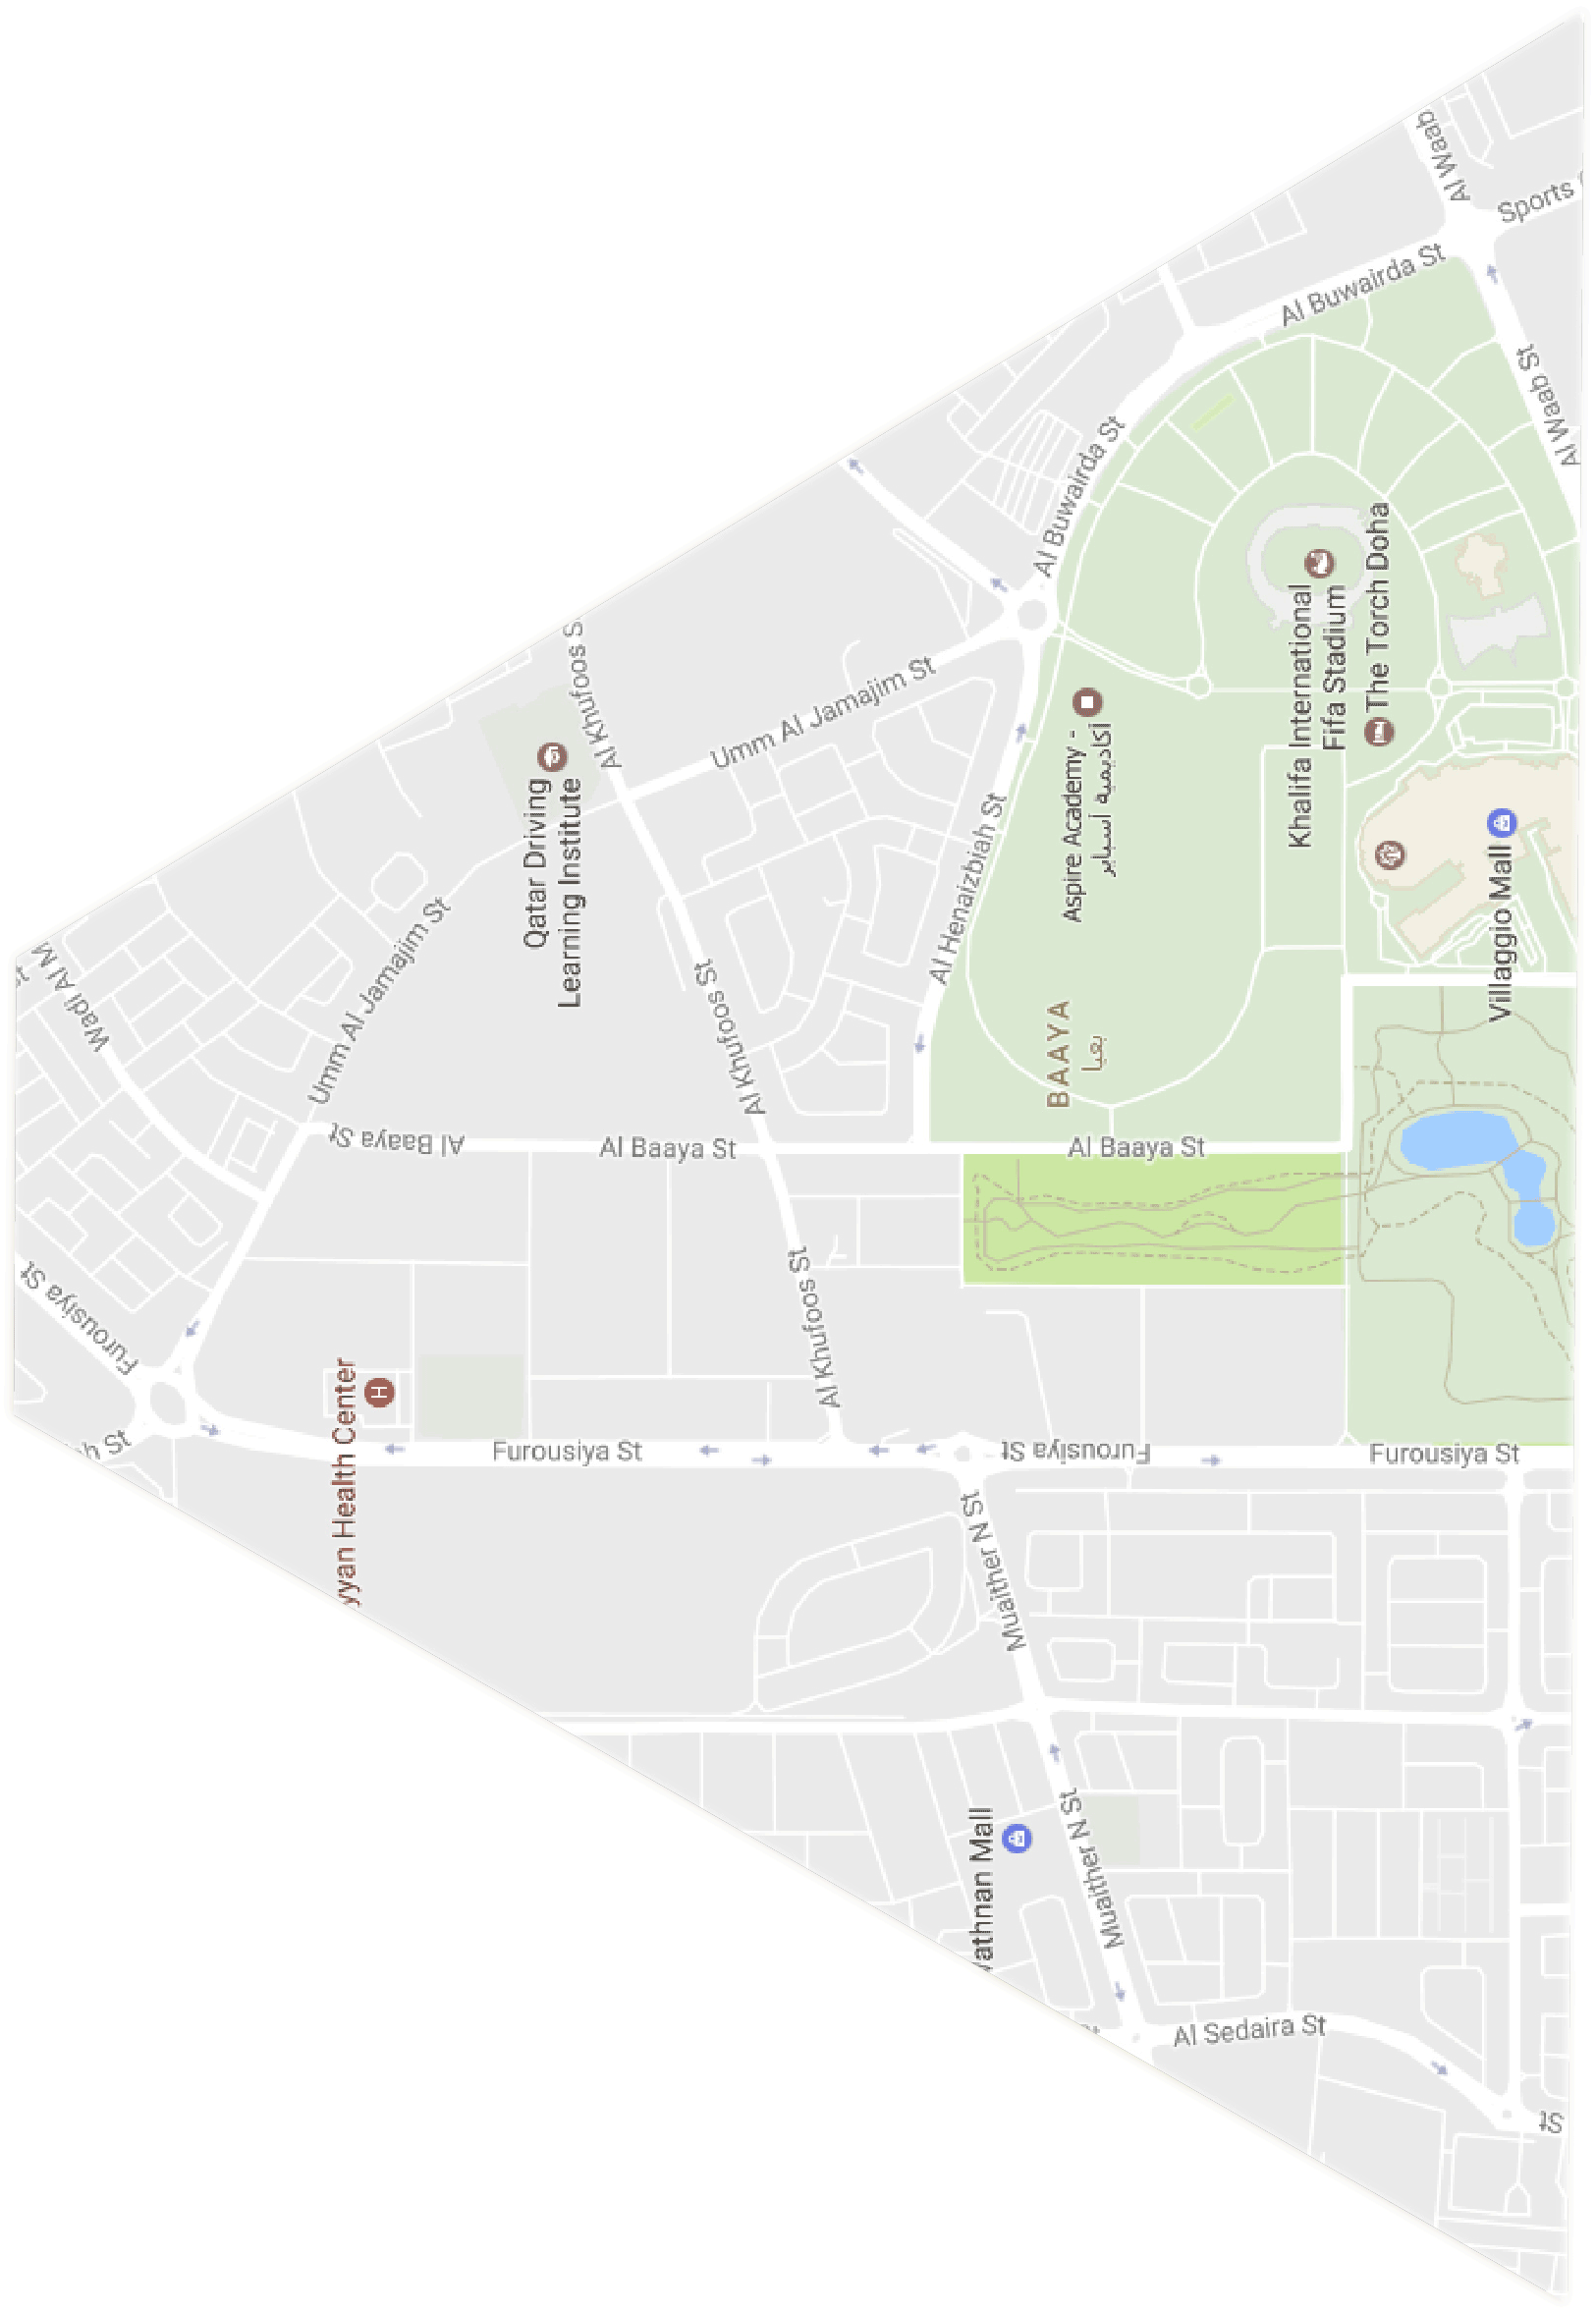 Al Waab
Sports
Al Buwairda St
Al Waab St
Al Buwairda St
Al Khufoos S
Umm Al Jamajim St
Khalifa International
Fifa Stadium
The Torch Doha
Aspire Academy -
أكاديمية أسباير
Qatar Driving
Learning Institute
Al Henaizbiah St
Villaggio Mall
Umm Al Jamajim St
Wadi Al M
St
Al Khufoos St
BAAYA
بعيا
Al Baaya St
Al Baaya St
Al Baaya St
Furousiya St
Al Khufoos St
yyan Health Center
H
h St
Furousiya St
Furousiya St
Furousiya St
Muaither N St
Muaither N St
athnan Mall
Al Sedaira St
St
St